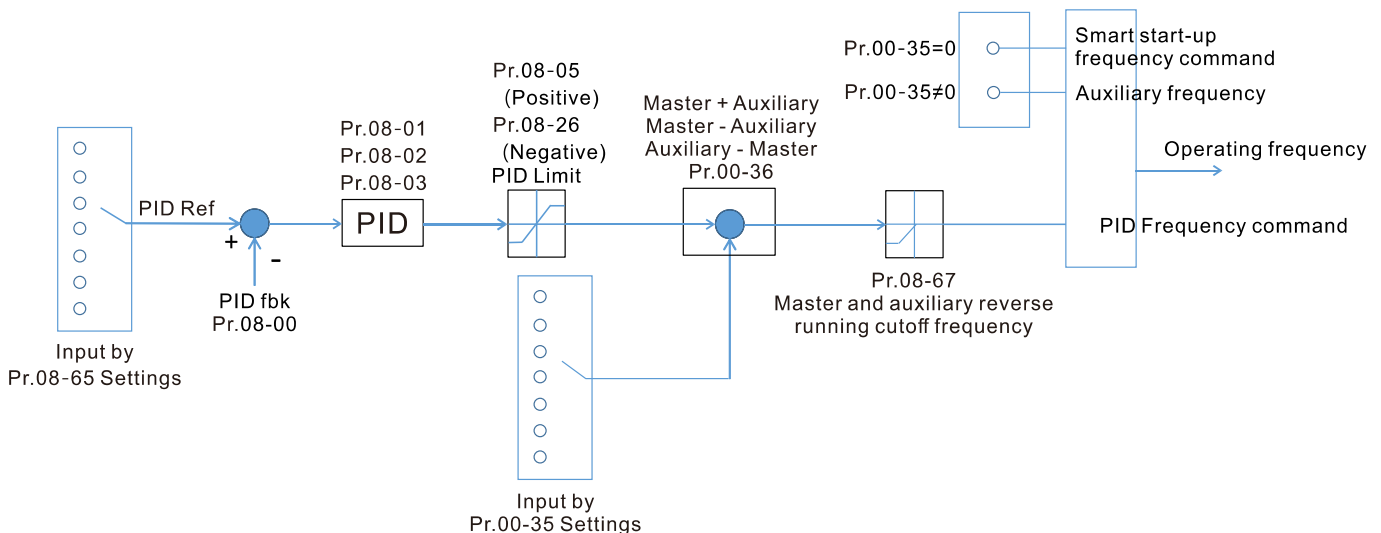 Input by
Pr.08-65 Settings
PID Ref
+
-
PID fbk
Pr.08-00
Pr.08-01
Pr.08-02
Pr.08-03
PID
Pr.08-05
(Positive)
Pr.08-26
(Negative)
PID Limit
Input by
Pr.00-35 Settings
Master + Auxiliary
Master - Auxiliary
Auxiliary - Master
Pr.00-36
Pr.08-67
Master and auxiliary reverse
running cutoff frequency
Pr.00-35=0
Pr.00-35≠0
Smart start-up
frequency command
Auxiliary frequency
Operating frequency
PID Frequency command